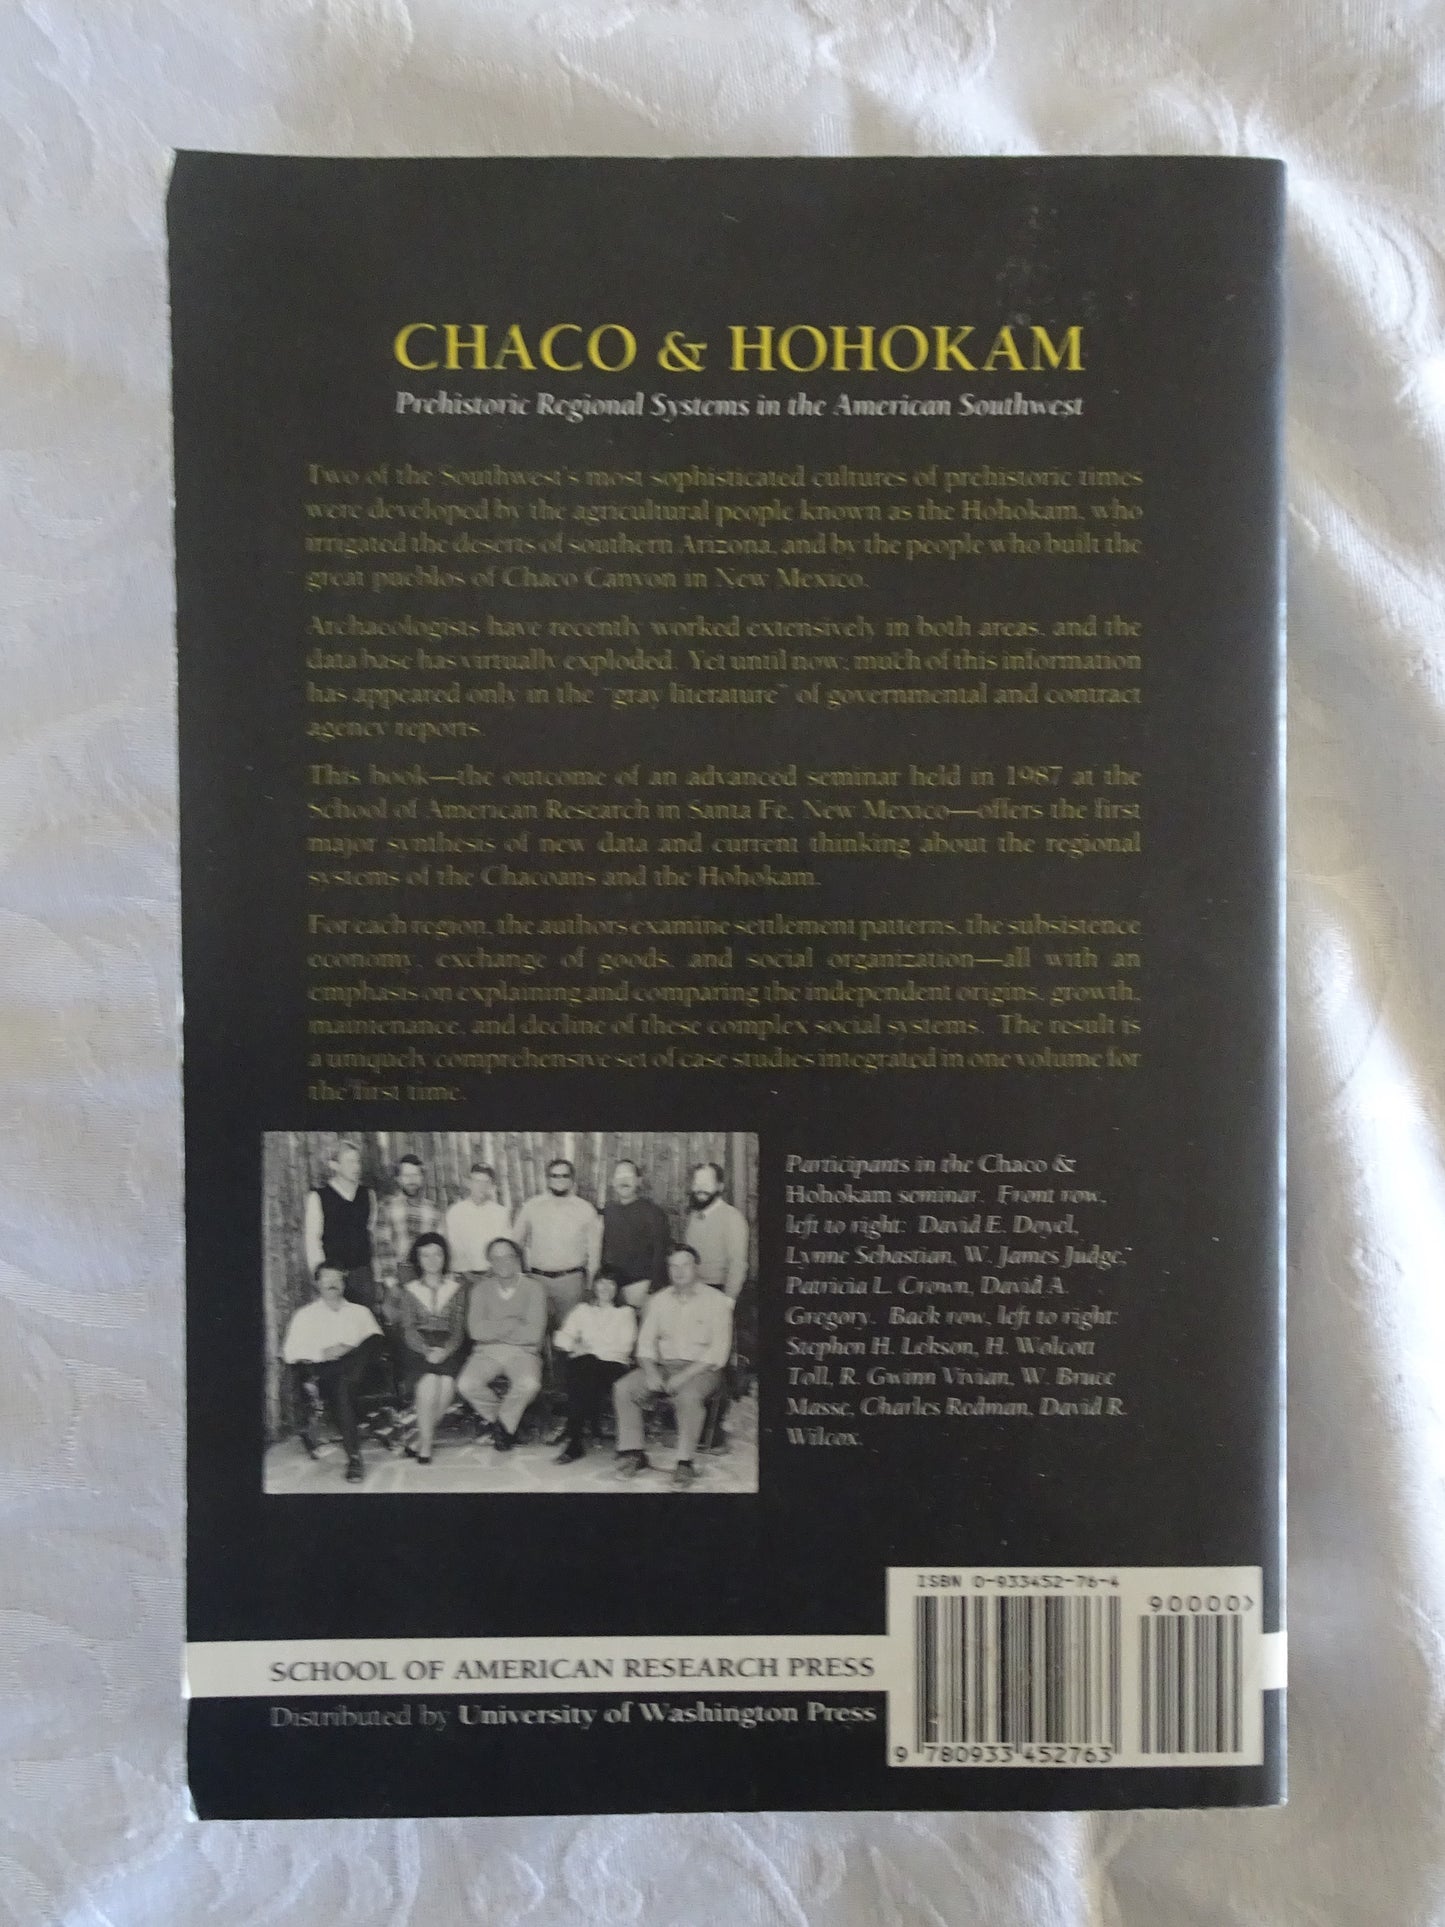 CHACO & HOHOKAM
Prehistoric Regional Systems in the American Southwest
Two of the Southwest's most sophisticated cultures of prehistoric times
were developed by the agricultural people known as the Hohokam, who
irrigated the deserts of southern Arizona, and by the people who built the
great pueblos of Chaco Canyon in New Mexico.
Archaeologists have recently worked extensively in both areas, and the
data base has virtually exploded. Yet until now, much of this information
has appeared only in the "gray literature" of governmental and contract
agency reports.
This book—the outcome of an advanced seminar held in 1987 at the
School of American Research in Santa Fe, New Mexico—offers the first
major synthesis of new data and current thinking about the regional
systems of the Chacoans and the Hohokam.
For each region, the authors examine settlement patterns, the subsistence
economy, exchange of goods, and social organization—all with an
emphasis on explaining and comparing the independent origins, growth,
maintenance, and decline of these complex social systems. The result is
a uniquely comprehensive set of case studies integrated in one volume for
the first time.
Participants in the Chaco &
Hohokam seminar. Front row,
left to right: David E. Doyel,
Lynne Sebastian, W. James Judge,
Patricia L. Crown, David A.
Gregory. Back row, left to right:
Stephen H. Lekson, H. Wolcott
Toll, R. Gwinn Vivian, W. Bruce
Masse, Charles Redman, David R.
Wilcox.
ISBN 0-933452-76-4
90000>
9 780933 452763
SCHOOL OF AMERICAN RESEARCH PRESS
Distributed by University of Washington Press